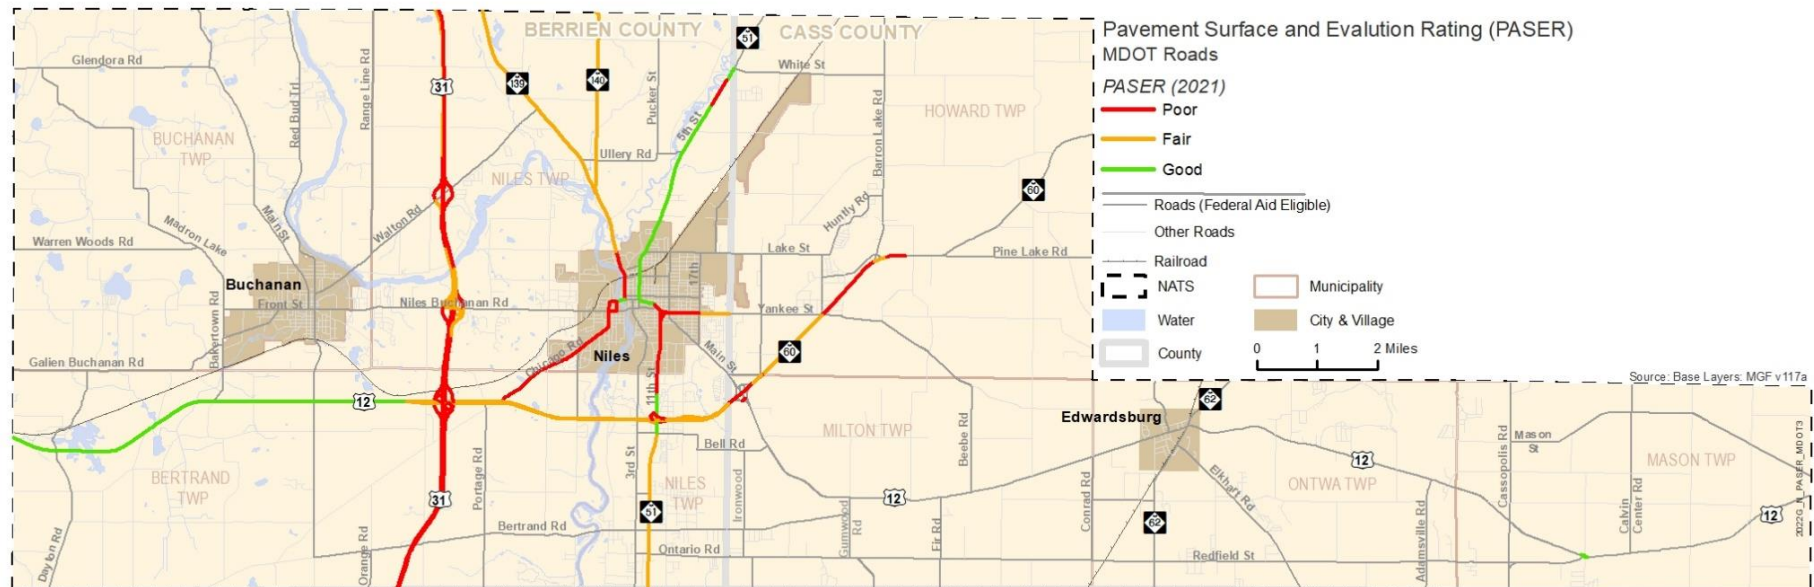 BERRIEN COUNTY
CASS COUNTY
51
Glendora Rd
White St
31
139
140
Red Bud Trl
Range Line Rd
Pucker St
5th St
Barron Lake Rd
HOWARD TWP
BUCHANAN
TWP
Ullery Rd
NILES TWP
60
Madron Lake
Main St
Walton Rd
Huntly Rd
Warren Woods Rd
Lake St
Pine Lake Rd
17th
Buchanan
Front St
Niles Buchanan Rd
Yankee St
Bakertown Rd
Niles
Chicago Rd
Main St
60
Galien Buchanan Rd
12
11th St
Edwardsburg
62
MILTON TWP
Bell Rd
Beebe Rd
Mason
St
Cassopolis Rd
12
MASON TWP
BERTRAND
TWP
Portage Rd
3rd St
NILES
TWP
Ironwood
31
51
12
Conrad Rd
Elkhart Rd
ONTWA TWP
Calvin
Center Rd
12
62
Bertrand Rd
Gumwood
Rd
Fir Rd
Adamsville Rd
Dayton Rd
Orange Rd
Ontario Rd
Redfield St
Pavement Surface and Evalution Rating (PASER)
MDOT Roads
PASER (2021)
Poor
Fair
Good
Roads (Federal Aid Eligible)
Other Roads
Railroad
NATS
Municipality
Water
City & Village
County
0 1 2 Miles
Source: Base Layers: MGF v117a
2022G_N_PASER_MDOT3